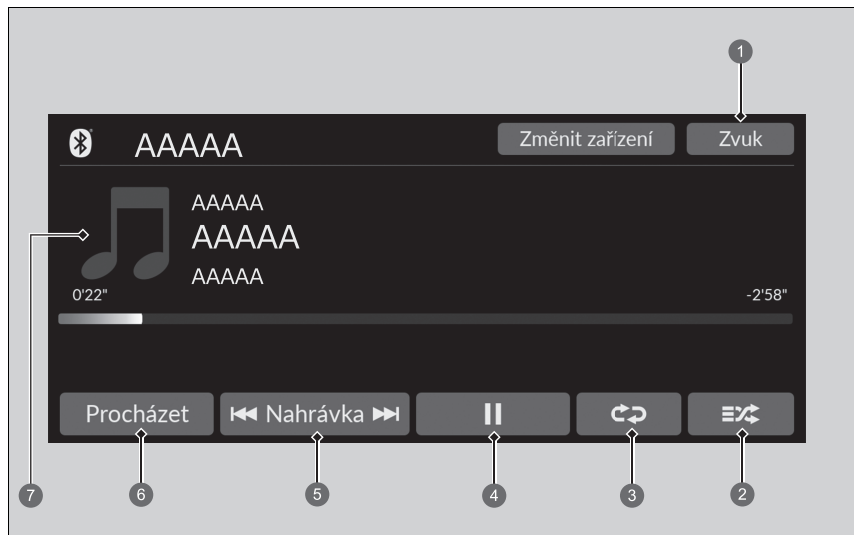 1
AAAAA Změnit zařízení Zvuk
AAAAA
AAAAA
AAAAA
7
0'22" -2'58"
Procházet Nahrávka
7 6 5 4 3 2